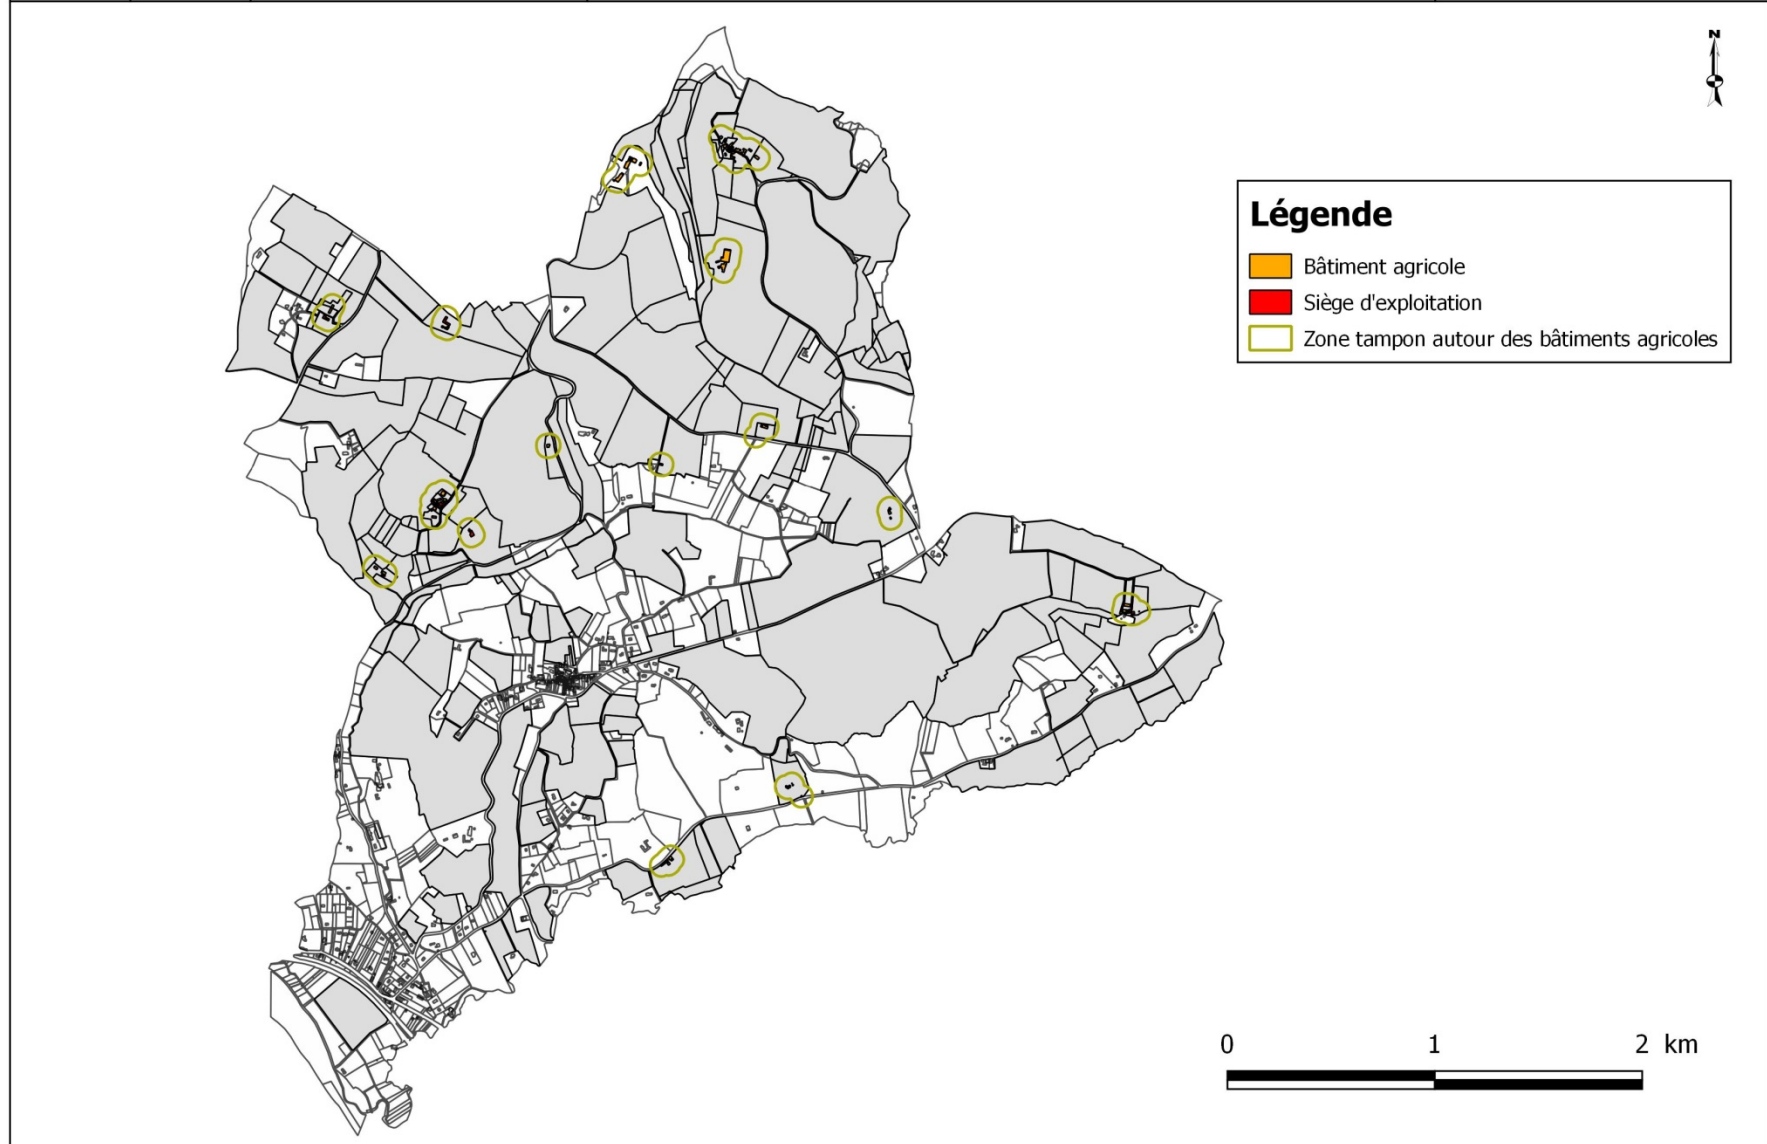 N
Légende
Bâtiment agricole
Siège d'exploitation
Zone tampon autour des bâtiments agricoles
0 1 2 km